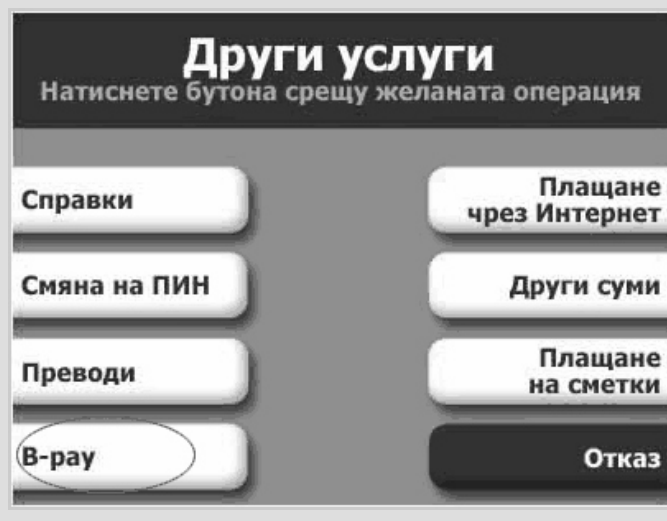 Други услуги
Натиснете бутона срещу желаната операция
Справки
Плащане
чрез Интернет
Смяна на ПИН
Други суми
Преводи
Плащане
на сметки
B-pay
Отказ